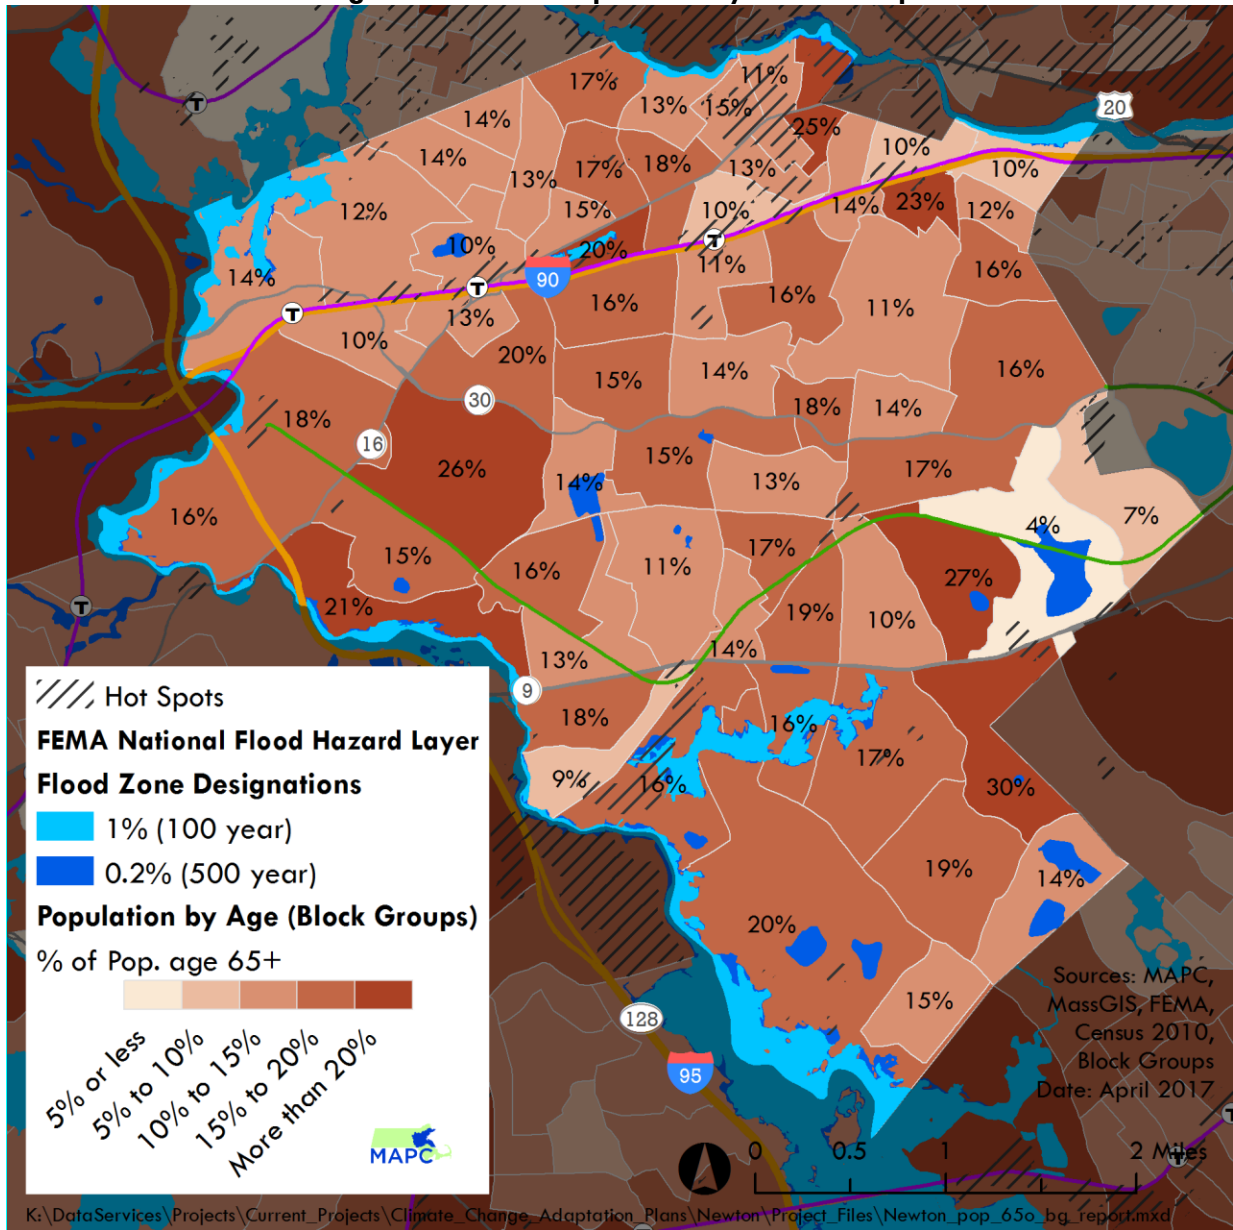 17%
11%
13%
15%
14%
25%
20
10%
14%
17%
18%
13%
10%
13%
12%
15%
10%
14%
23%
12%
10%
20%
T
11%
14%
90
16%
16%
16%
T
T
13%
11%
10%
20%
15%
14%
16%
30
18%
14%
18%
16
26%
15%
14%
13%
17%
16%
4%
7%
15%
16%
11%
17%
27%
T
21%
19%
10%
13%
14%
9
18%
16%
17%
9%
16%
30%
19%
14%
20%
15%
128
95
Hot Spots
FEMA National Flood Hazard Layer
Flood Zone Designations
1% (100 year)
0.2% (500 year)
Population by Age (Block Groups)
% of Pop. age 65+
5% or less
5% to 10%
10% to 15%
15% to 20%
More than 20%
MAPC
Sources: MAPC,
MassGIS, FEMA,
Census 2010,
Block Groups
Date: April 2017
0 0.5 1 2 Miles
K:\DataServices\Projects\Current_Projects\Climate_Change_Adaptation_Plans\Newton\Project_Files\Newton_pop_65o_bg_report.mxd